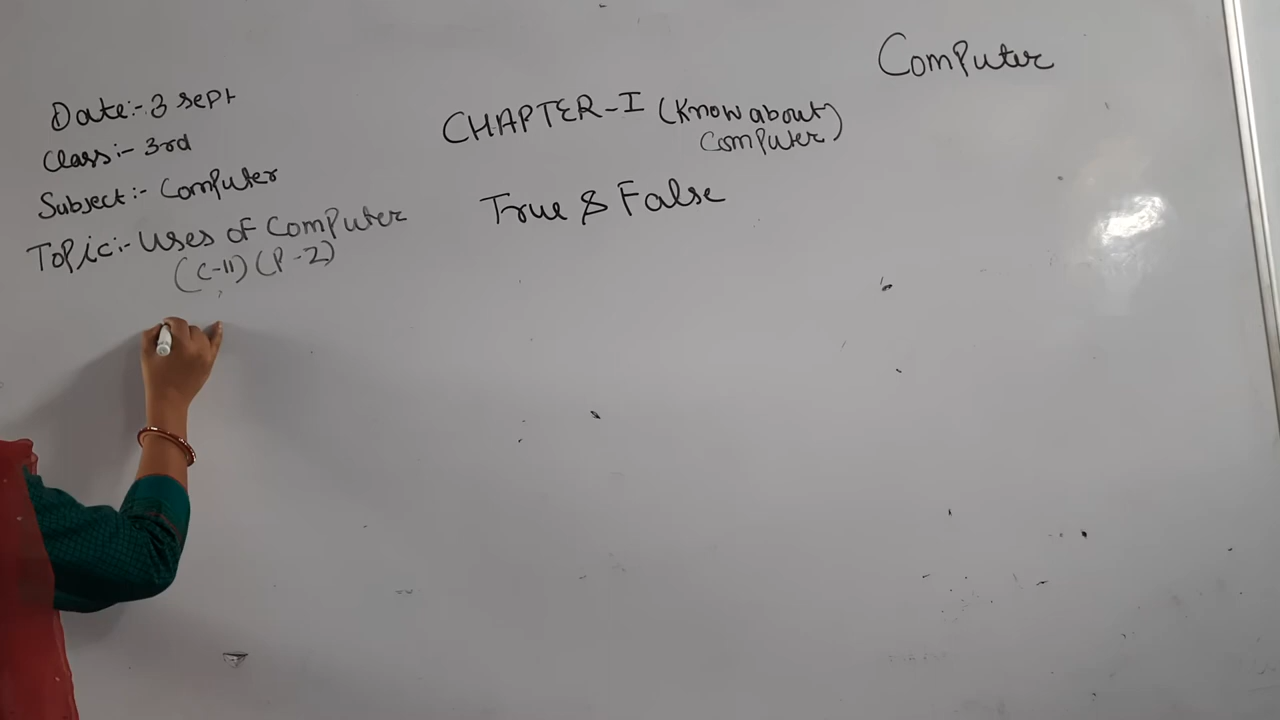 Computer
Date:- 3 sept
Class:- 3rd
Subject:- Computer
Topic:- Uses of Computer
(C-11) (P-2)
CHAPTER-I (Know about
Computer)
True & False